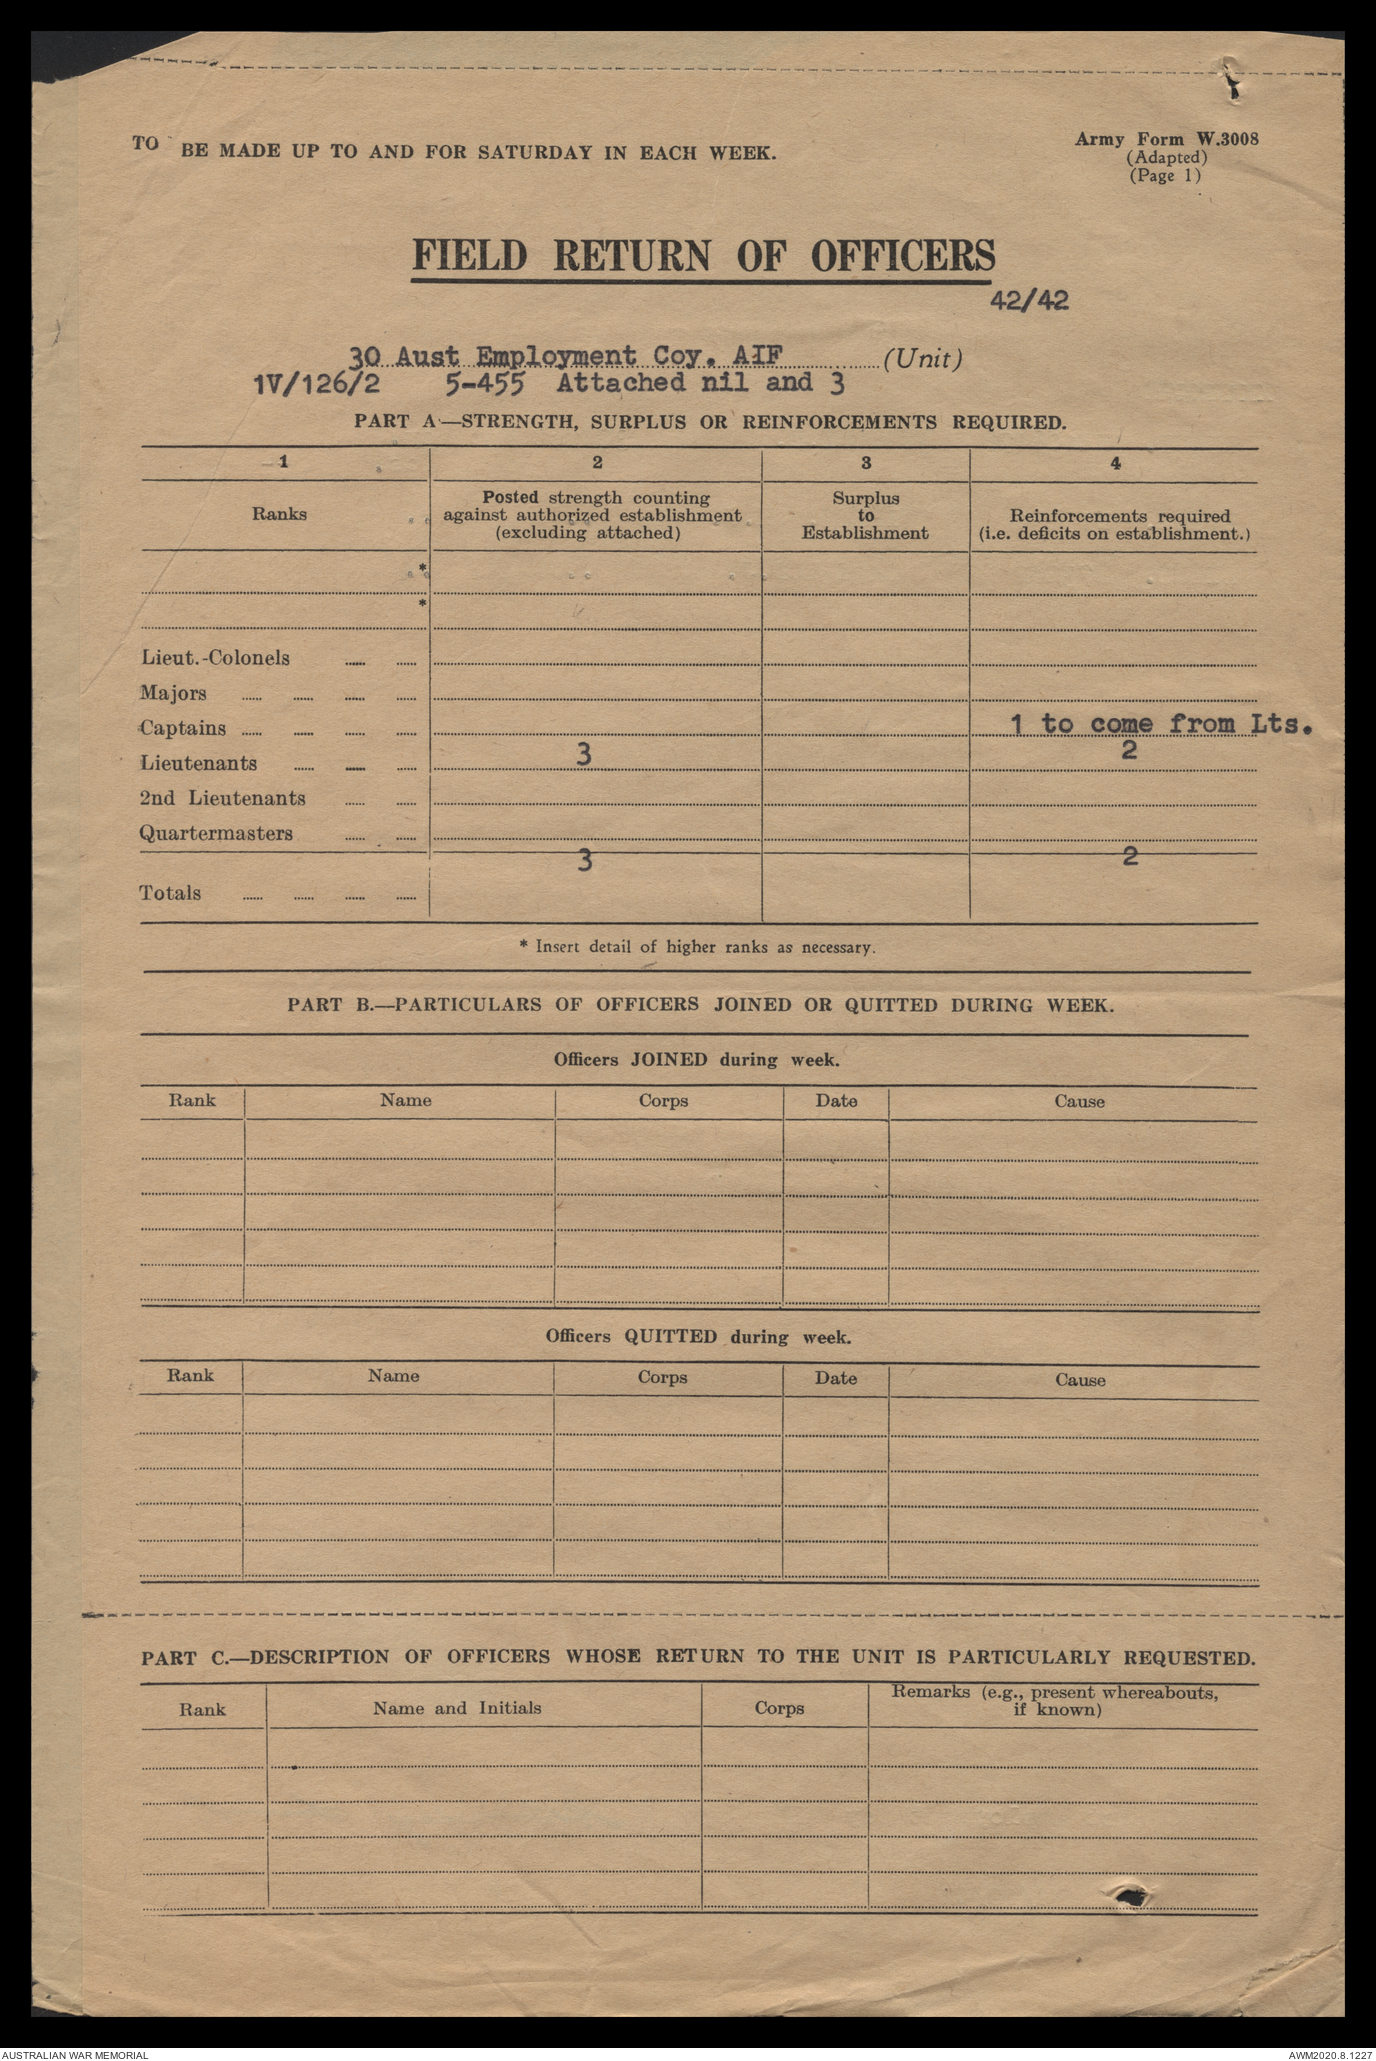 TO BE MADE UP TO AND FOR SATURDAY IN EACH WEEK.
Army Form W.3008
(Adapted)
(Page 1)
FIELD RETURN OF OFFICERS
42/42
30 Aust Employment Coy. AIF (Unit)
1V/126/2 5-455 Attached nil and 3
PART A—STRENGTH, SURPLUS OR REINFORCEMENTS REQUIRED.
1 2 3 4
Ranks
Posted strength counting
against authorized establishment
(excluding attached)
Surplus
to
Establishment
Reinforcements required
(i.e. deficits on establishment.)
*
*
Lieut.-Colonels
Majors
Captains 1 to come from Lts.
Lieutenants 3 2
2nd Lieutenants
Quartermasters
3 2
Totals
* Insert detail of higher ranks as necessary.
PART B.—PARTICULARS OF OFFICERS JOINED OR QUITTED DURING WEEK.
Officers JOINED during week.
Rank Name Corps Date Cause
Officers QUITTED during week.
Rank Name Corps Date Cause
PART C.—DESCRIPTION OF OFFICERS WHOSE RETURN TO THE UNIT IS PARTICULARLY REQUESTED.
Rank Name and Initials Corps
Remarks (e.g., present whereabouts,
if known)
AUSTRALIAN WAR MEMORIAL AWM2020.8.1227